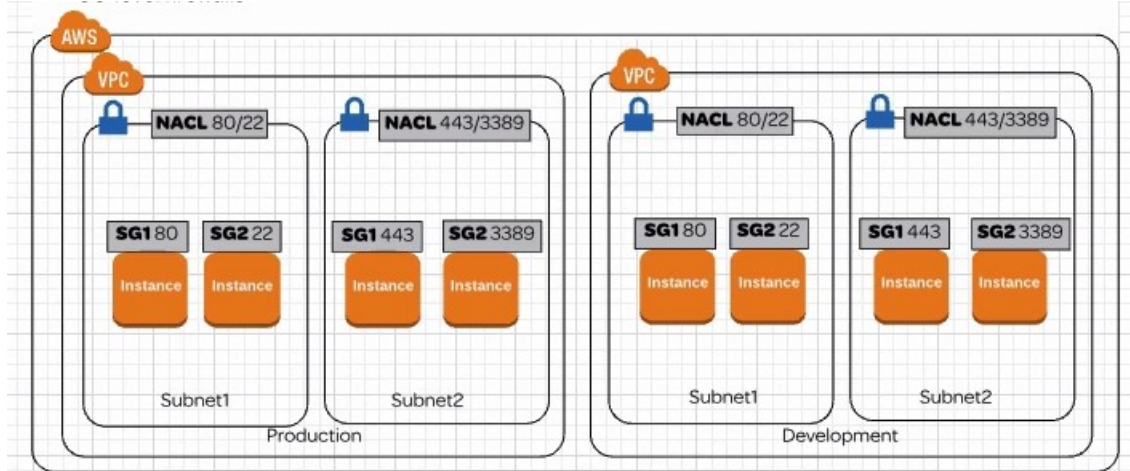 AWS
VPC
VPC
NACL 80/22
NACL 443/3389
NACL 80/22
NACL 443/3389
SG1 80
SG2 22
SG1 443
SG2 3389
SG1 80
SG2 22
SG1 443
SG2 3389
Instance
Instance
Instance
Instance
Instance
Instance
Instance
Instance
Subnet1
Subnet2
Subnet1
Subnet2
Production
Development